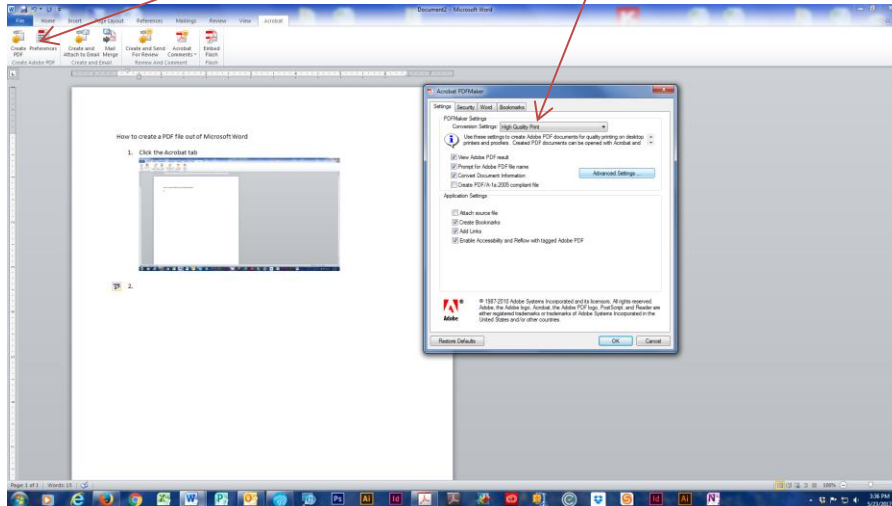 Document2 - Microsoft Word
File Home Insert Page Layout References Mailings Review View Acrobat
Create PDF Preferences Create and Attach to Email Mail Merge Create and Send For Review Acrobat Comments Embed Flash
Create Adobe PDF Create and Email Review And Comment Flash
How to create a PDF file out of Microsoft Word
1. Click the Acrobat tab
2.
Acrobat PDFMaker
Settings Security Word Bookmarks
PDFMaker Settings
Conversion Settings: High Quality Print
Use these settings to create Adobe PDF documents for quality printing on desktop
printers and proofers. Created PDF documents can be opened with Acrobat and
View Adobe PDF result
Prompt for Adobe PDF file name
Convert Document Information
Advanced Settings ...
Create PDF/A-1a:2005 compliant file
Application Settings
Attach source file
Create Bookmarks
Add Links
Enable Accessibility and Reflow with tagged Adobe PDF
Adobe
© 1987-2010 Adobe Systems Incorporated and its licensors. All rights reserved.
Adobe, the Adobe logo, Acrobat, the Adobe PDF logo, PostScript, and Reader are
either registered trademarks or trademarks of Adobe Systems Incorporated in the
United States and/or other countries.
Restore Defaults OK Cancel
Page 1 of 3 Words: 15 100%
Ps Ai Id Id Ai N
3:36 PM